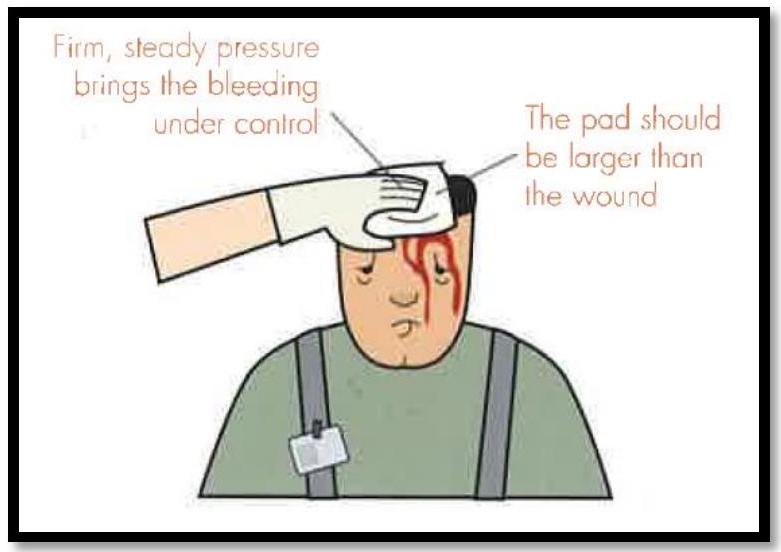 Firm, steady pressure
brings the bleeding
under control
The pad should
be larger than
the wound